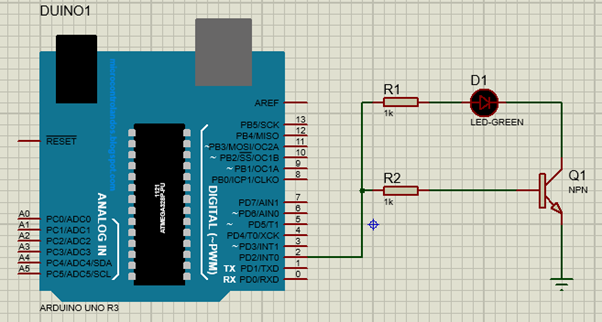 DUINO1
microcontrolandos.blogspot.com
AREF
RESET
13
PB5/SCK
12
PB4/MISO
11
~PB3/MOSI/OC2A
10
~ PB2/SS/OC1B
9
~ PB1/OC1A
8
PB0/ICP1/CLKO
1121
ATMEGA328P-PU
ANALOG IN
DIGITAL (~PWM)
7
PD7/AIN1
6
~ PD6/AIN0
5
~ PD5/T1
4
PD4/T0/XCK
3
~ PD3/INT1
2
PD2/INT0
1
TX PD1/TXD
0
RX PD0/RXD
A0 PC0/ADC0
A1 PC1/ADC1
A2 PC2/ADC2
A3 PC3/ADC3
A4 PC4/ADC4/SDA
A5 PC5/ADC5/SCL
ARDUINO UNO R3
R1
1k
D1
LED-GREEN
R2
1k
Q1
NPN